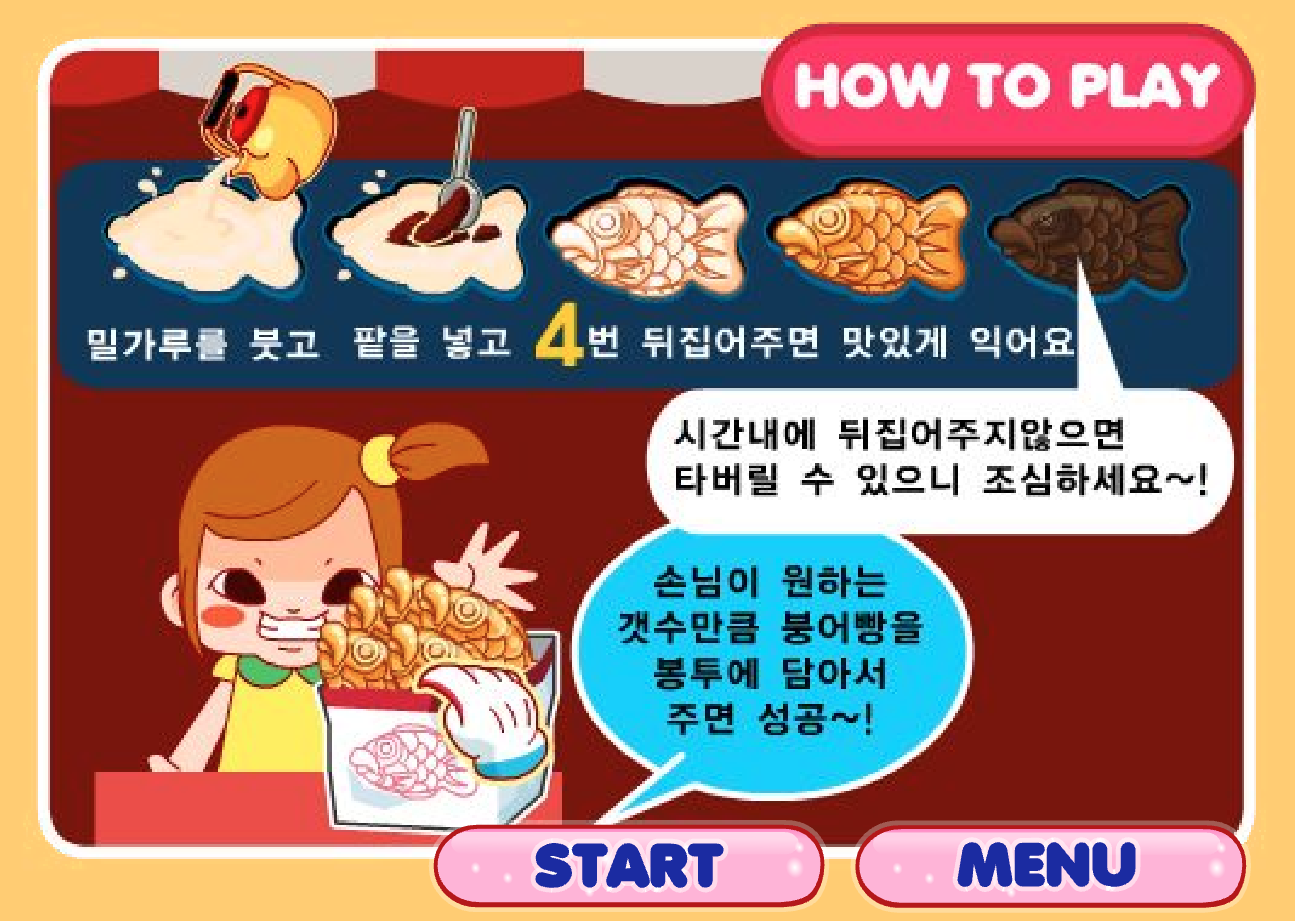 HOW TO PLAY
밀가루를 붓고 팥을 넣고 4번 뒤집어주면 맛있게 익어요
시간내에 뒤집어주지않으면
타버릴 수 있으니 조심하세요~!
손님이 원하는
갯수만큼 붕어빵을
봉투에 담아서
주면 성공~!
START
MENU